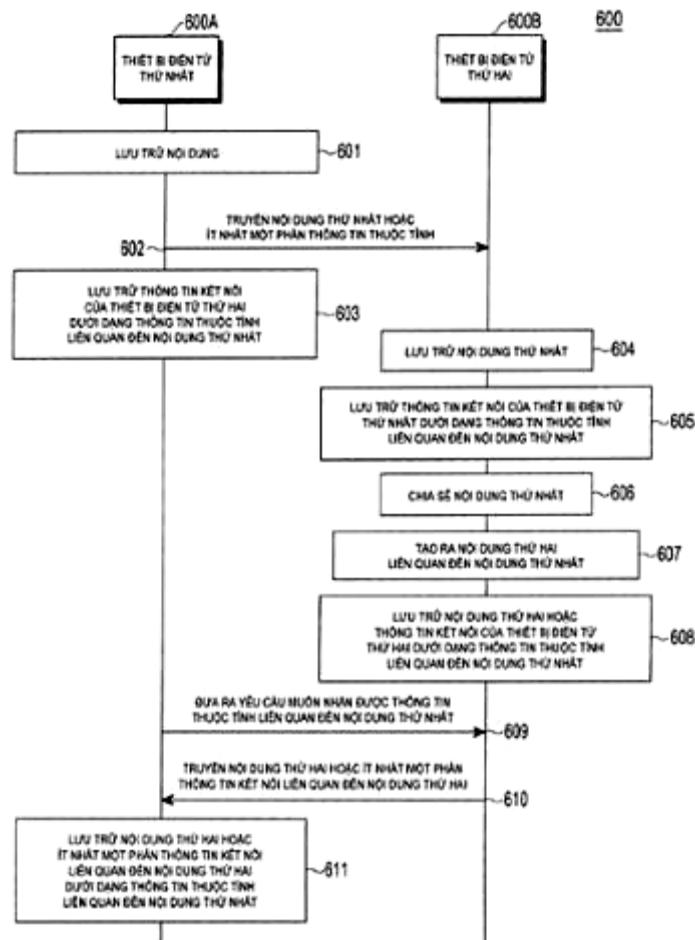 600A
600B
600
THIẾT BỊ ĐIỆN TỬ
THỨ NHẤT
THIẾT BỊ ĐIỆN TỬ
THỨ HAI
LƯU TRỮ NỘI DUNG
601
TRUYỀN NỘI DUNG THỨ NHẤT HOẶC
ÍT NHẤT MỘT PHẦN THÔNG TIN THUỘC TÍNH
602
LƯU TRỮ THÔNG TIN KẾT NỐI
CỦA THIẾT BỊ ĐIỆN TỬ THỨ HAI
DƯỚI DẠNG THÔNG TIN THUỘC TÍNH
LIÊN QUAN ĐẾN NỘI DUNG THỨ NHẤT
603
LƯU TRỮ NỘI DUNG THỨ NHẤT
604
LƯU TRỮ THÔNG TIN KẾT NỐI CỦA THIẾT BỊ ĐIỆN TỬ
THỨ NHẤT DƯỚI DẠNG THÔNG TIN THUỘC TÍNH
LIÊN QUAN ĐẾN NỘI DUNG THỨ NHẤT
605
CHIA SẺ NỘI DUNG THỨ NHẤT
606
TẠO RA NỘI DUNG THỨ HAI
LIÊN QUAN ĐẾN NỘI DUNG THỨ NHẤT
607
LƯU TRỮ NỘI DUNG THỨ HAI HOẶC
THÔNG TIN KẾT NỐI CỦA THIẾT BỊ ĐIỆN TỬ
THỨ HAI DƯỚI DẠNG THÔNG TIN THUỘC TÍNH
LIÊN QUAN ĐẾN NỘI DUNG THỨ NHẤT
608
ĐƯA RA YÊU CẦU MUỐN NHẬN ĐƯỢC THÔNG TIN
THUỘC TÍNH LIÊN QUAN ĐẾN NỘI DUNG THỨ NHẤT
609
TRUYỀN NỘI DUNG THỨ HAI HOẶC ÍT NHẤT MỘT PHẦN
THÔNG TIN KẾT NỐI LIÊN QUAN ĐẾN NỘI DUNG THỨ HAI
610
LƯU TRỮ NỘI DUNG THỨ HAI HOẶC
ÍT NHẤT MỘT PHẦN THÔNG TIN KẾT NỐI
LIÊN QUAN ĐẾN NỘI DUNG THỨ HAI
DƯỚI DẠNG THÔNG TIN THUỘC TÍNH
LIÊN QUAN ĐẾN NỘI DUNG THỨ NHẤT
611